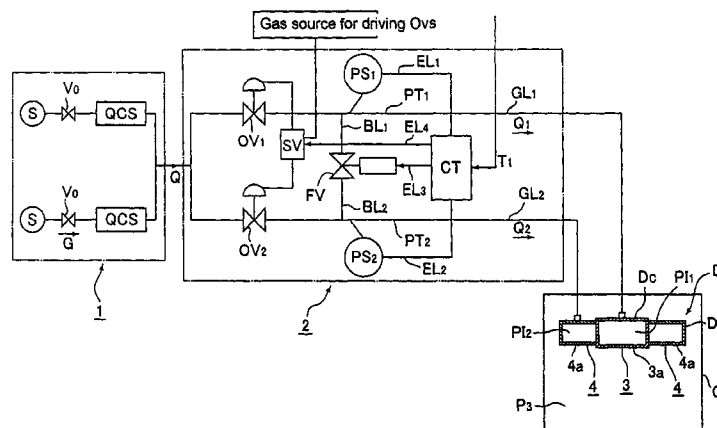 Gas source for driving Ovs
EL1
PS1
PT1
GL1
Q1
V0
S
QCS
OV1
BL1
EL4
SV
CT
T1
Q
FV
EL3
V0
S
QCS
G
OV2
BL2
GL2
Q2
PT2
PS2
EL2
1
2
Dc
PI1
D
PI2
D
4a
4
3
3a
4
4a
P3
C